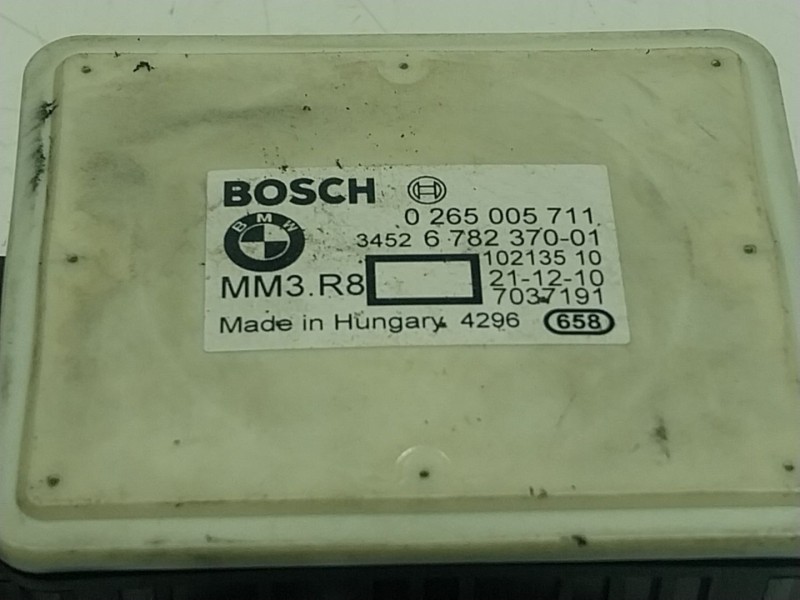 BOSCH
0 265 005 711
BMW
3452 6 782 370-01
102135 10
MM3.R8
21-12-10
7037191
Made in Hungary 4296 658